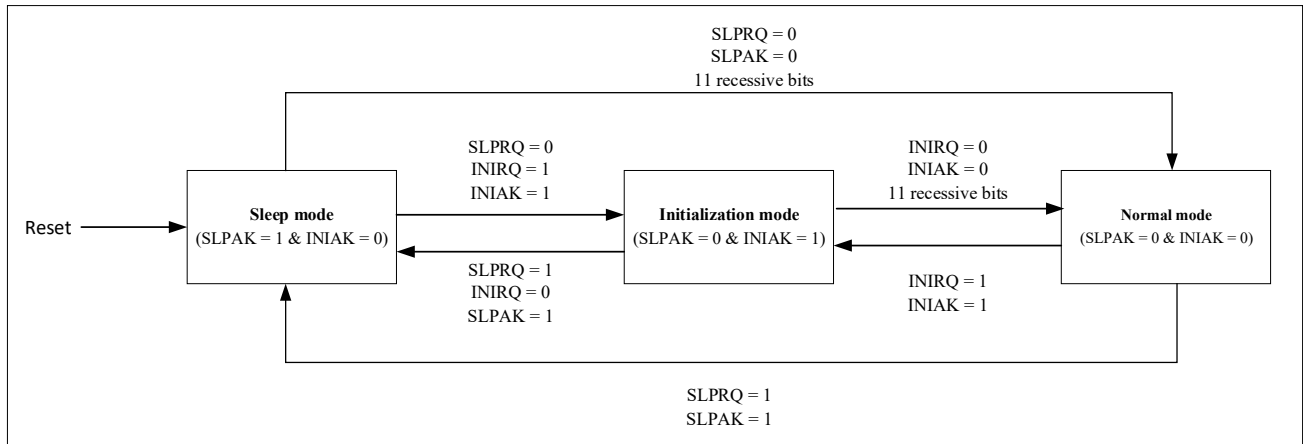 SLPRQ = 0
SLPAK = 0
11 recessive bits
SLPRQ = 0
INIRQ = 1
INIAK = 1
INIRQ = 0
INIAK = 0
11 recessive bits
Reset
Sleep mode
(SLPAK = 1 & INIAK = 0)
Initialization mode
(SLPAK = 0 & INIAK = 1)
Normal mode
(SLPAK = 0 & INIAK = 0)
SLPRQ = 1
INIRQ = 0
SLPAK = 1
INIRQ = 1
INIAK = 1
SLPRQ = 1
SLPAK = 1